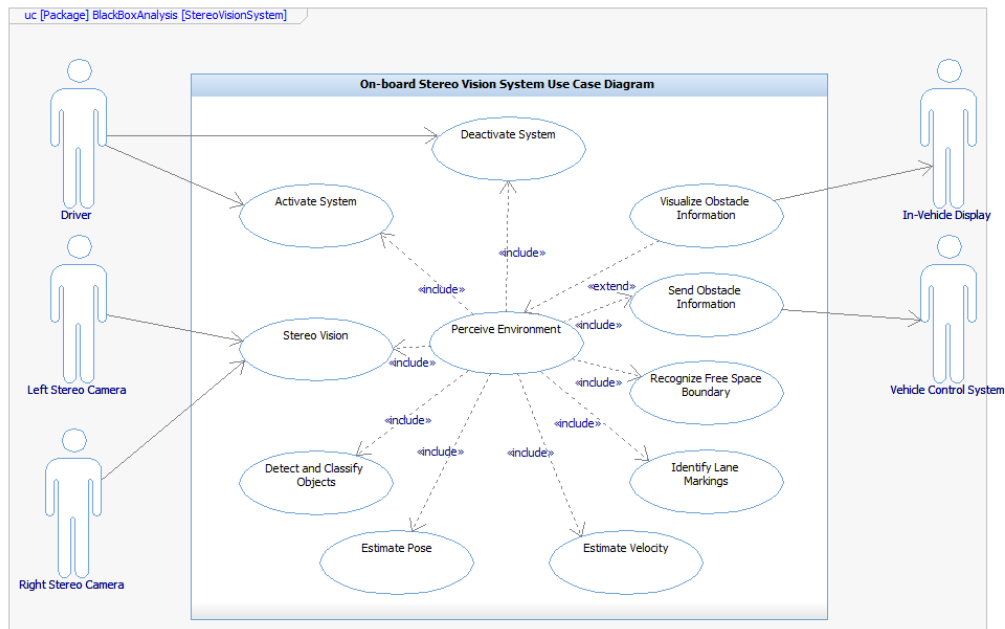 uc [Package] BlackBoxAnalysis [StereoVisionSystem]
On-board Stereo Vision System Use Case Diagram
Deactivate System
Driver
Activate System
Visualize Obstacle
Information
In-Vehicle Display
«include»
«include»
«extend»
Send Obstacle
Information
«include»
Stereo Vision
Perceive Environment
«include»
Left Stereo Camera
Recognize Free Space
Boundary
«include»
Vehicle Control System
«include»
«include»
«include»
«include»
Detect and Classify
Objects
Identify Lane
Markings
Estimate Pose
Estimate Velocity
Right Stereo Camera